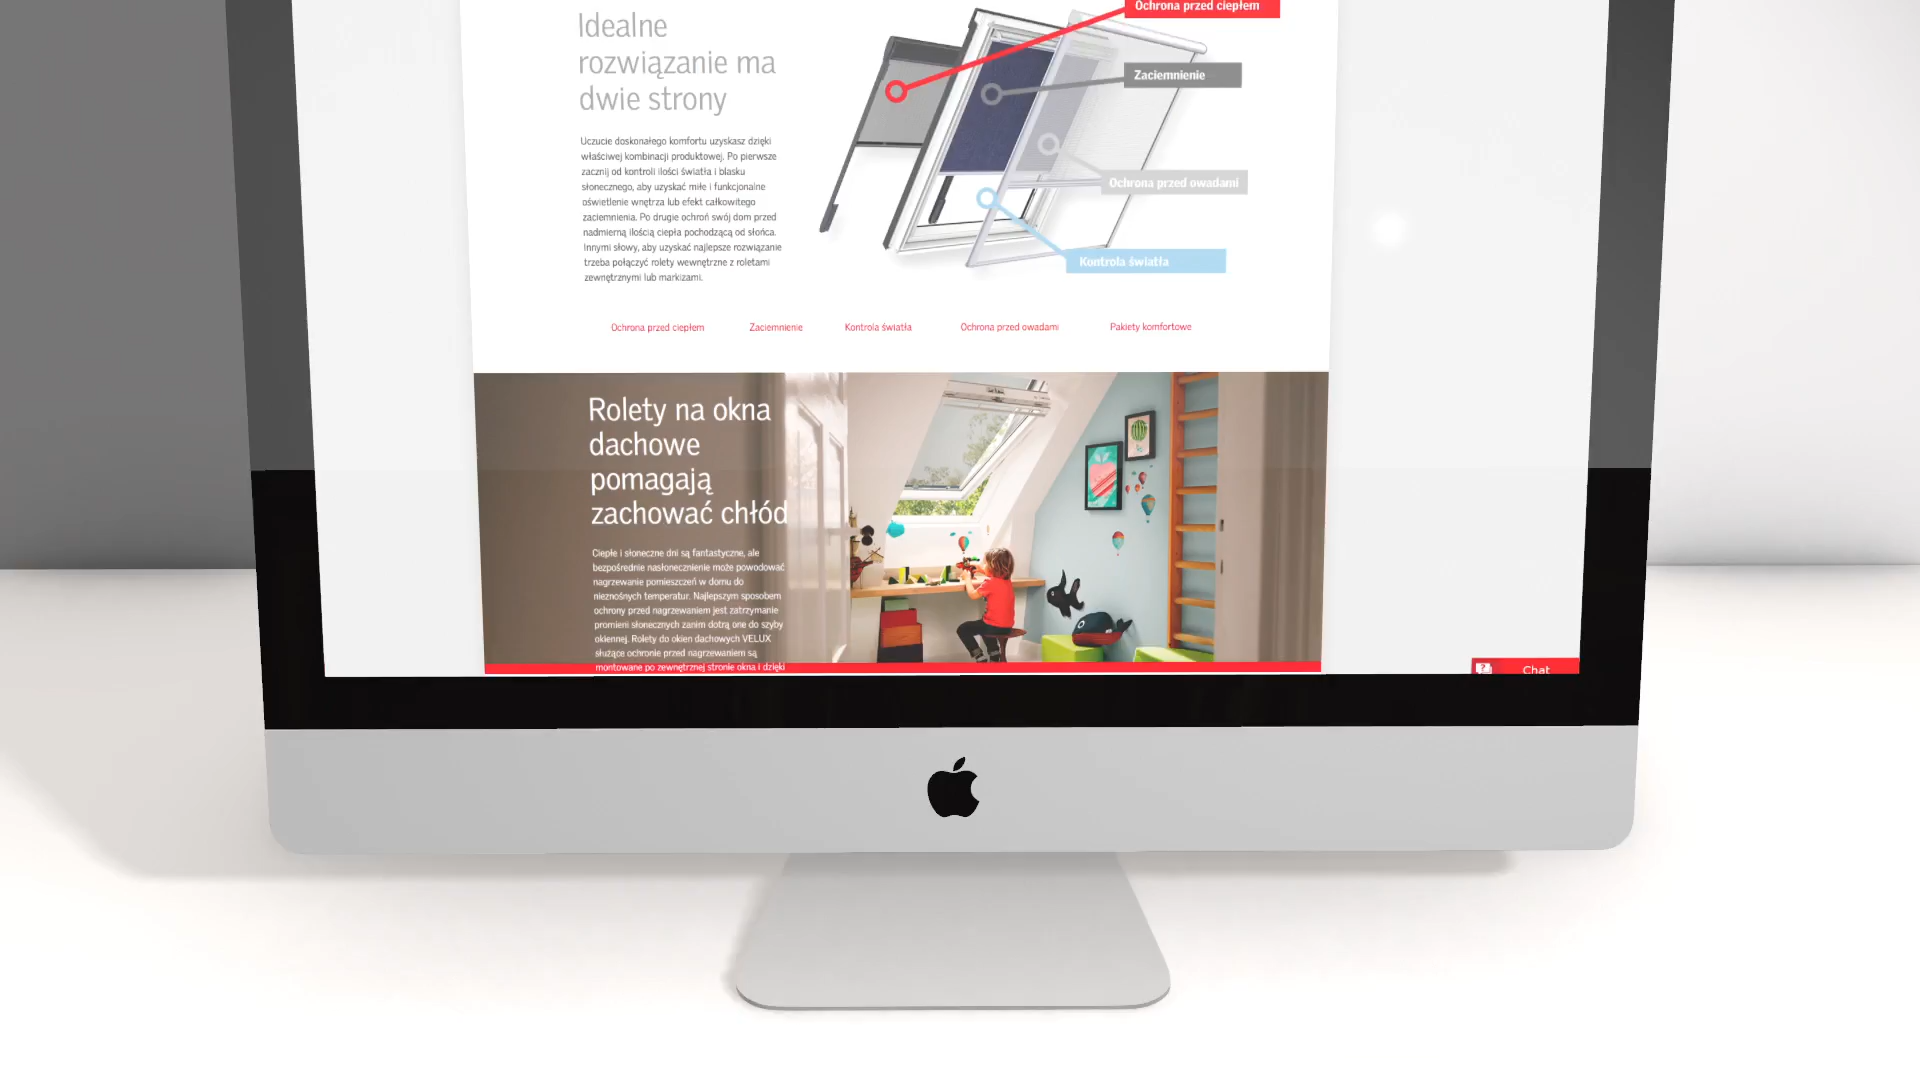 Idealne
rozwiązanie ma
dwie strony
Uczucie doskonałego komfortu uzyskasz dzięki
właściwej kombinacji produktowej. Po pierwsze
zacznij od kontroli ilości światła i blasku
słonecznego, aby uzyskać miłe i funkcjonalne
oświetlenie wnętrza lub efekt całkowitego
zaciemnienia. Po drugie ochroń swój dom przed
nadmierną ilością ciepła pochodzącą od słońca.
Innymi słowy, aby uzyskać najlepsze rozwiązanie
trzeba połączyć rolety wewnętrzne z roletami
zewnętrznymi lub markizami.
Ochrona przed ciepłem
Zaciemnienie
Ochrona przed owadami
Kontrola światła
Ochrona przed ciepłem Zaciemnienie Kontrola światła Ochrona przed owadami Pakiety komfortowe
Rolety na okna
dachowe
pomagają
zachować chłód
Ciepłe i słoneczne dni są fantastyczne, ale
bezpośrednie nasłonecznienie może powodować
nagrzewanie pomieszczeń w domu do
nieznośnych temperatur. Najlepszym sposobem
ochrony przed nagrzewaniem jest zatrzymanie
promieni słonecznych zanim dotrą one do szyby
okiennej. Rolety do okien dachowych VELUX
służące ochronie przed nagrzewaniem są
montowane po zewnętrznej stronie okna i dzięki
Chat